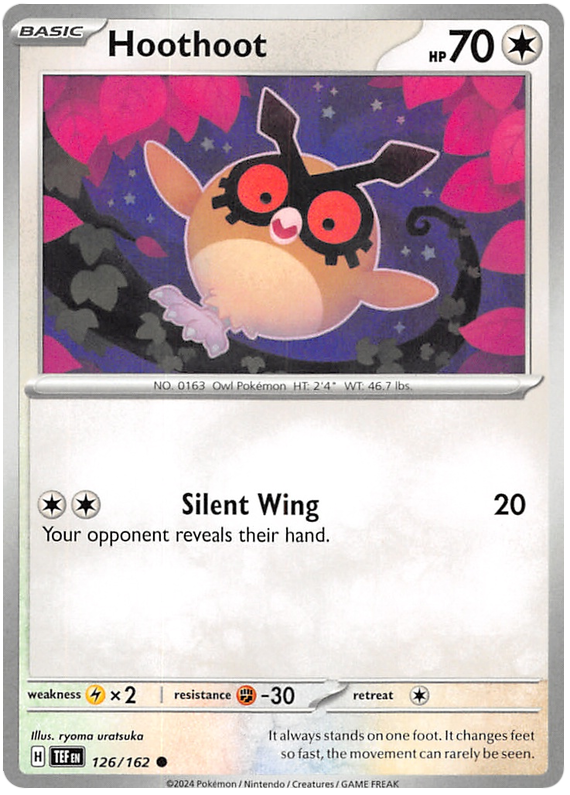 BASIC
Hoothoot
HP 70
NO. 0163 Owl Pokémon HT: 2'4" WT: 46.7 lbs.
Silent Wing 20
Your opponent reveals their hand.
weakness ×2 resistance -30 retreat
Illus. ryoma uratsuka
It always stands on one foot. It changes feet
so fast, the movement can rarely be seen.
H TEF EN 126/162
©2024 Pokémon / Nintendo / Creatures / GAME FREAK